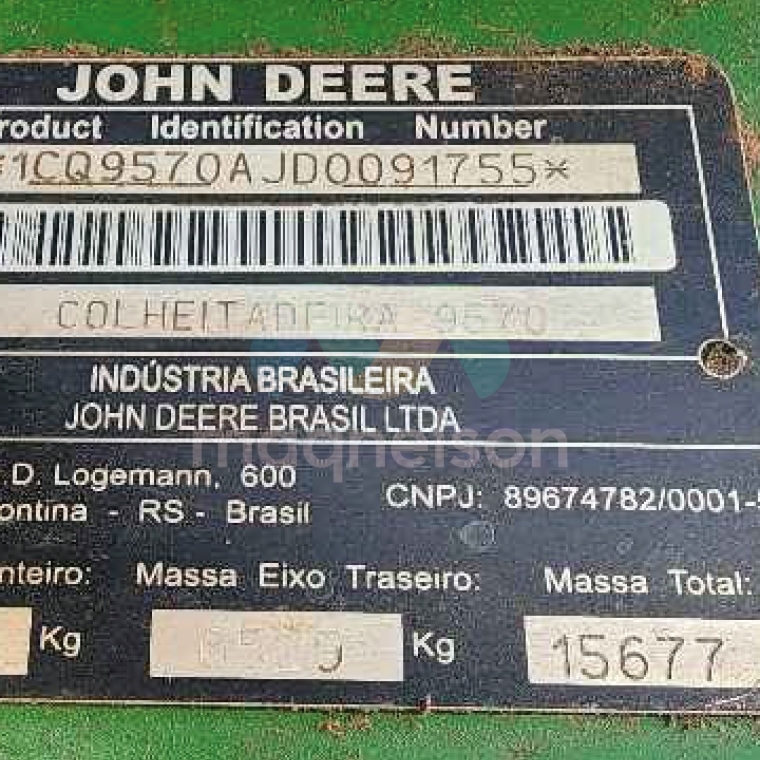 JOHN DEERE
roduct Identification Number
*1CQ9570AJD0091755*
COLHEITADEIRA 9570
INDÚSTRIA BRASILEIRA
JOHN DEERE BRASIL LTDA
maqnelson
. D. Logemann, 600
ontina - RS - Brasil
CNPJ: 89674782/0001-
nteiro: Massa Eixo Traseiro: Massa Total:
Kg Kg 15677